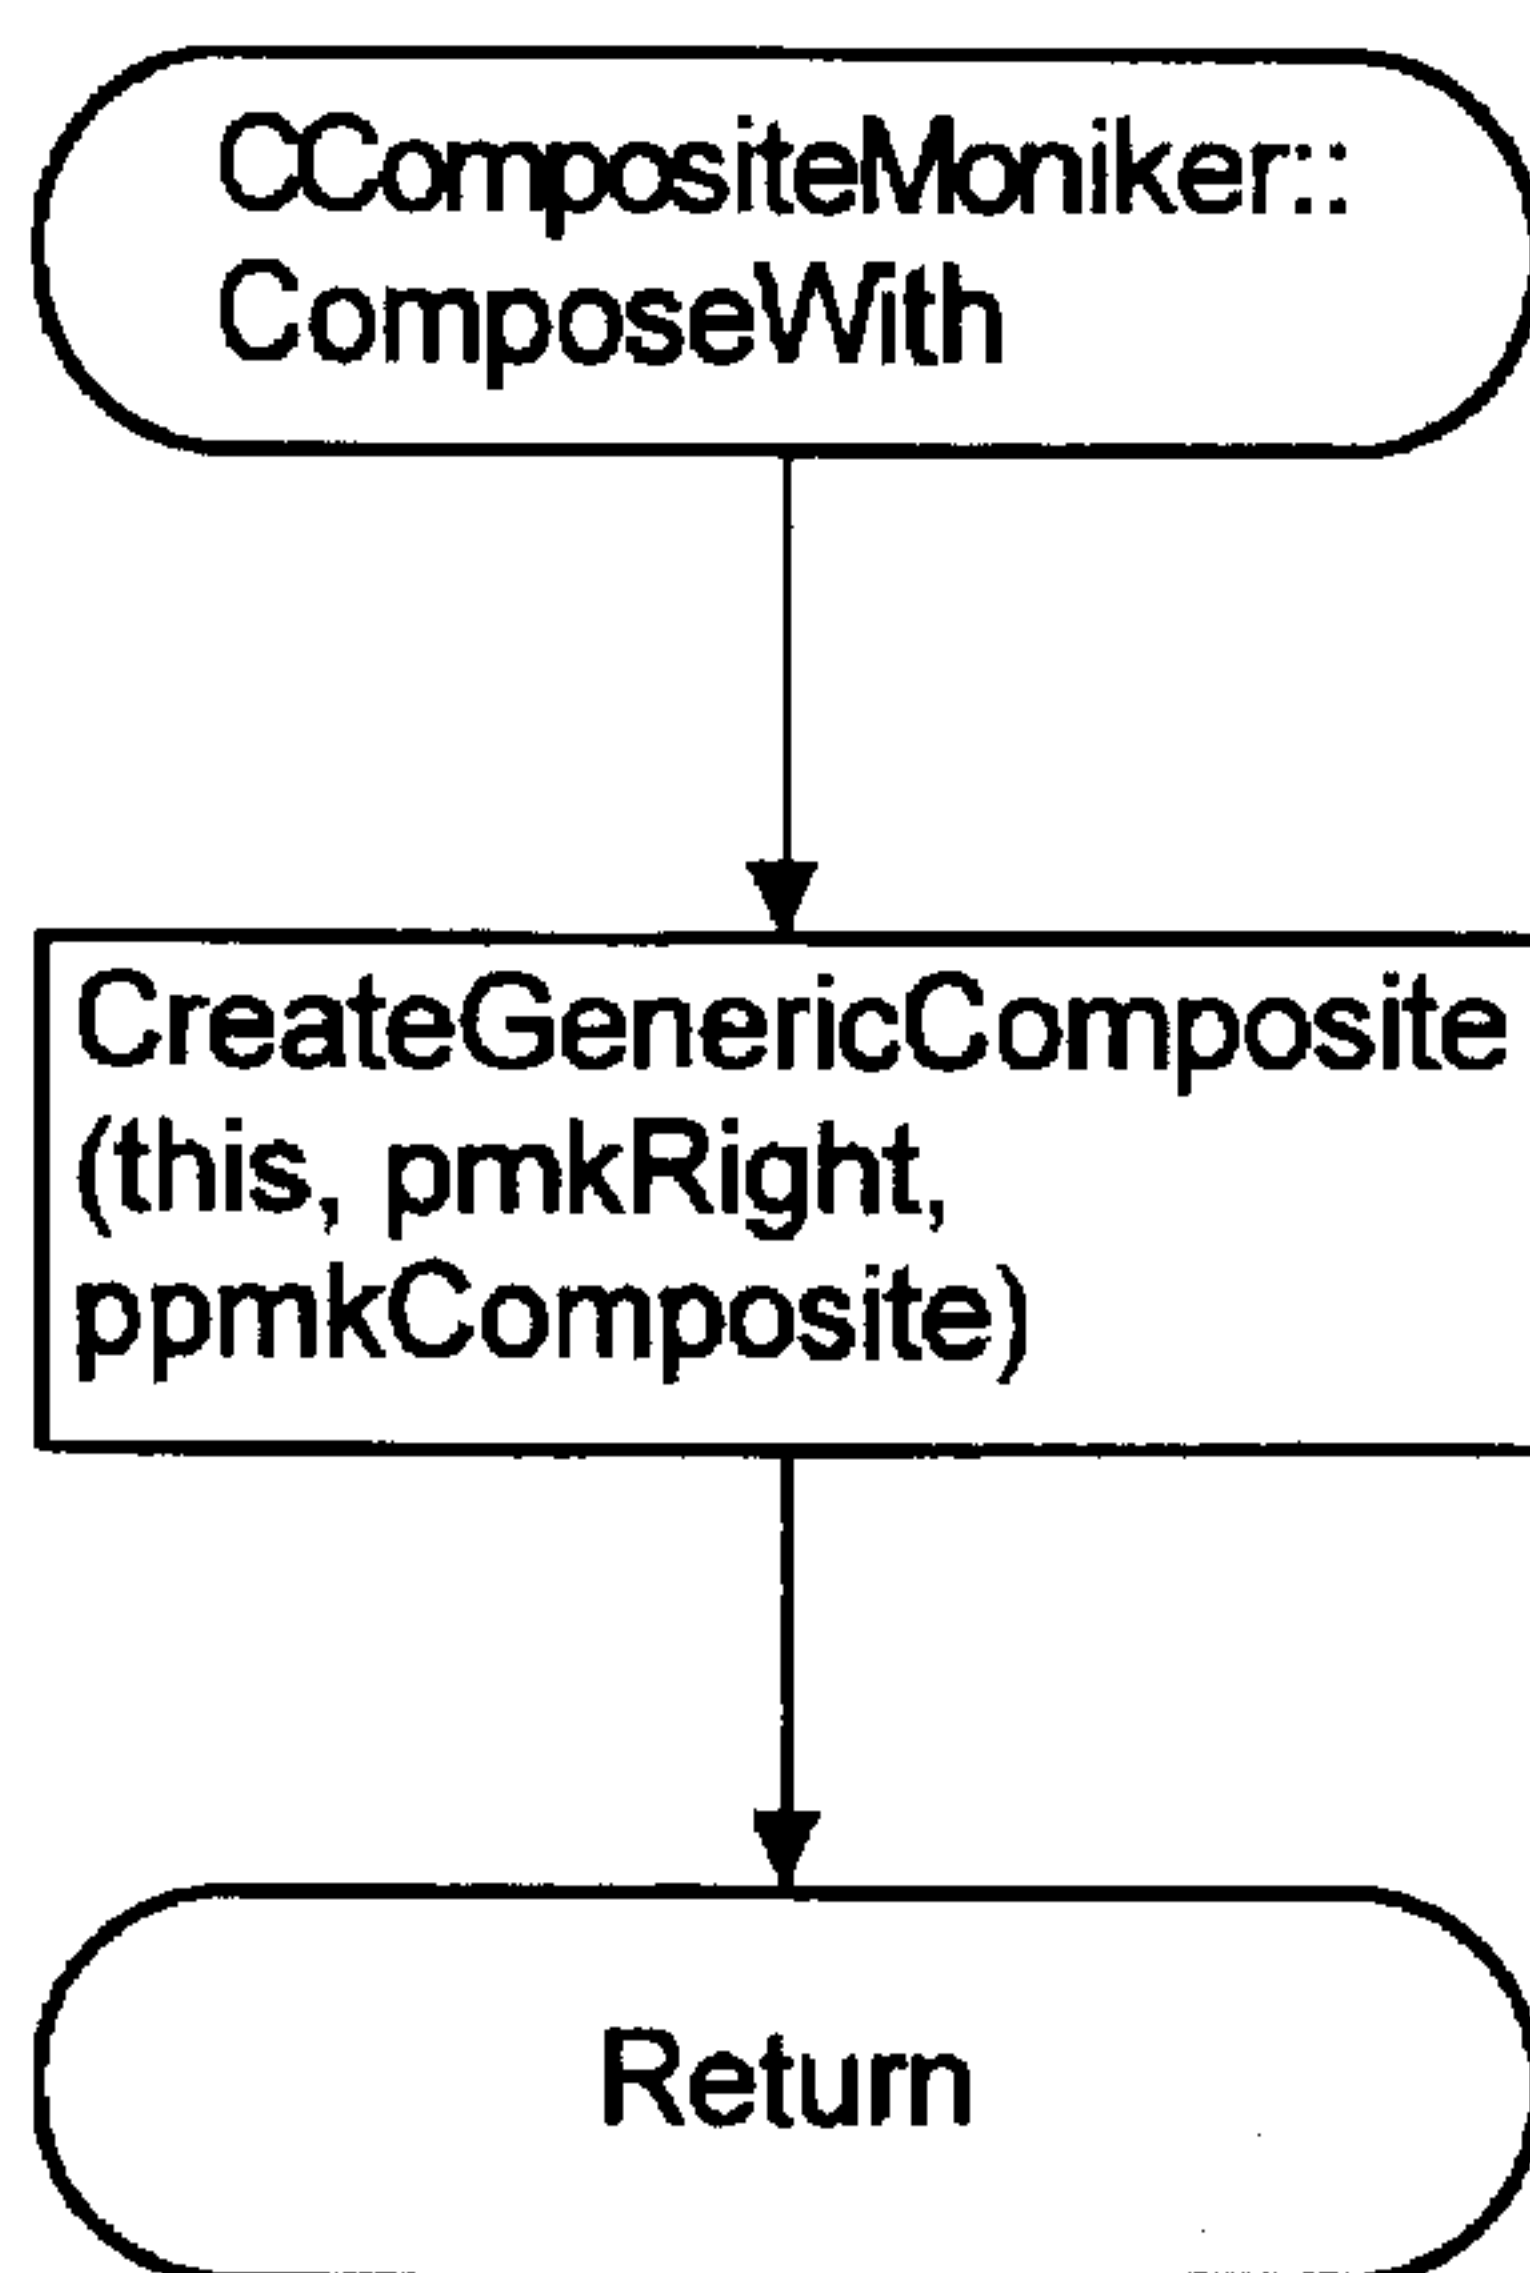 CCompositeMoniker::
ComposeWith
CreateGenericComposite
(this, pmkRight,
ppmkComposite)
Return